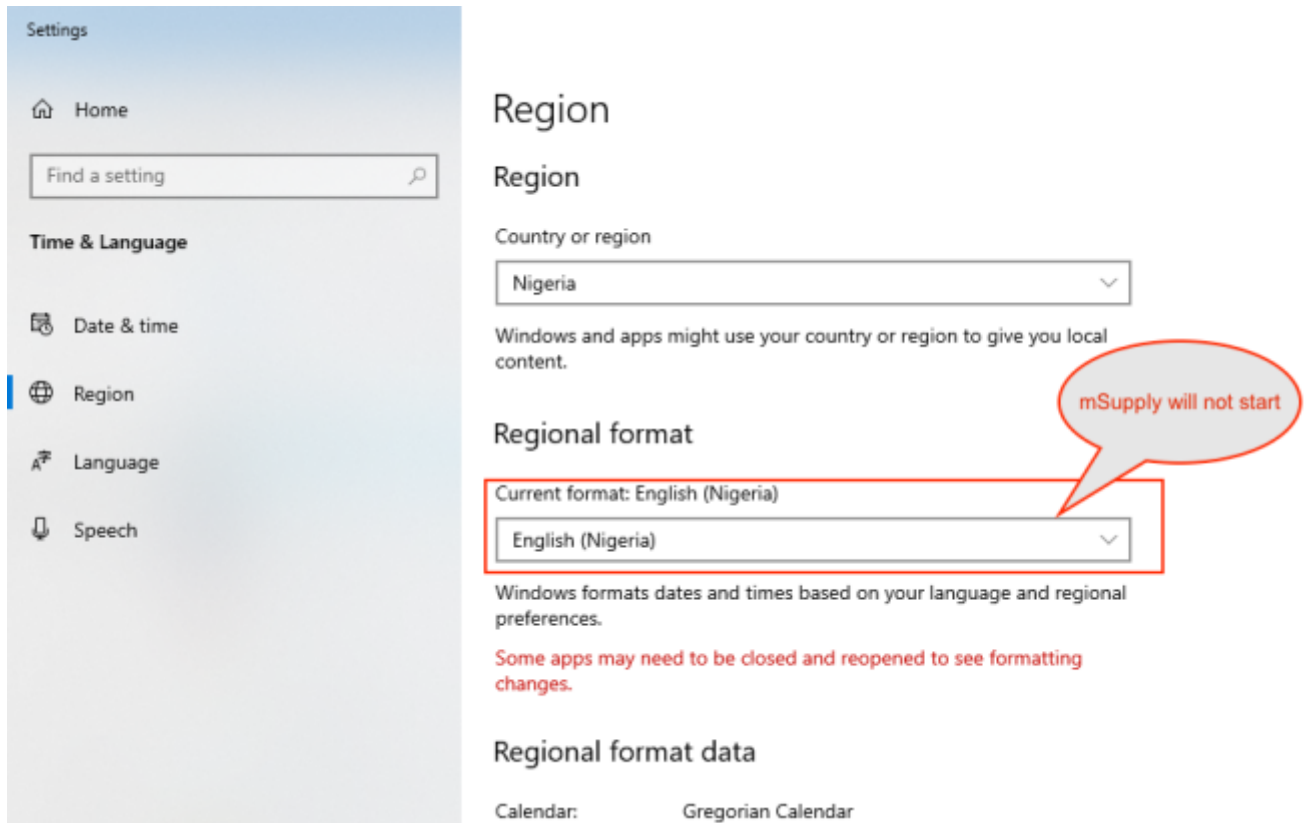 Settings
Home
Find a setting
Time & Language
Date & time
Region
Language
Speech
Region
Region
Country or region
Nigeria
Windows and apps might use your country or region to give you local
content.
mSupply will not start
Regional format
Current format: English (Nigeria)
English (Nigeria)
Windows formats dates and times based on your language and regional
preferences.
Some apps may need to be closed and reopened to see formatting
changes.
Regional format data
Calendar: Gregorian Calendar